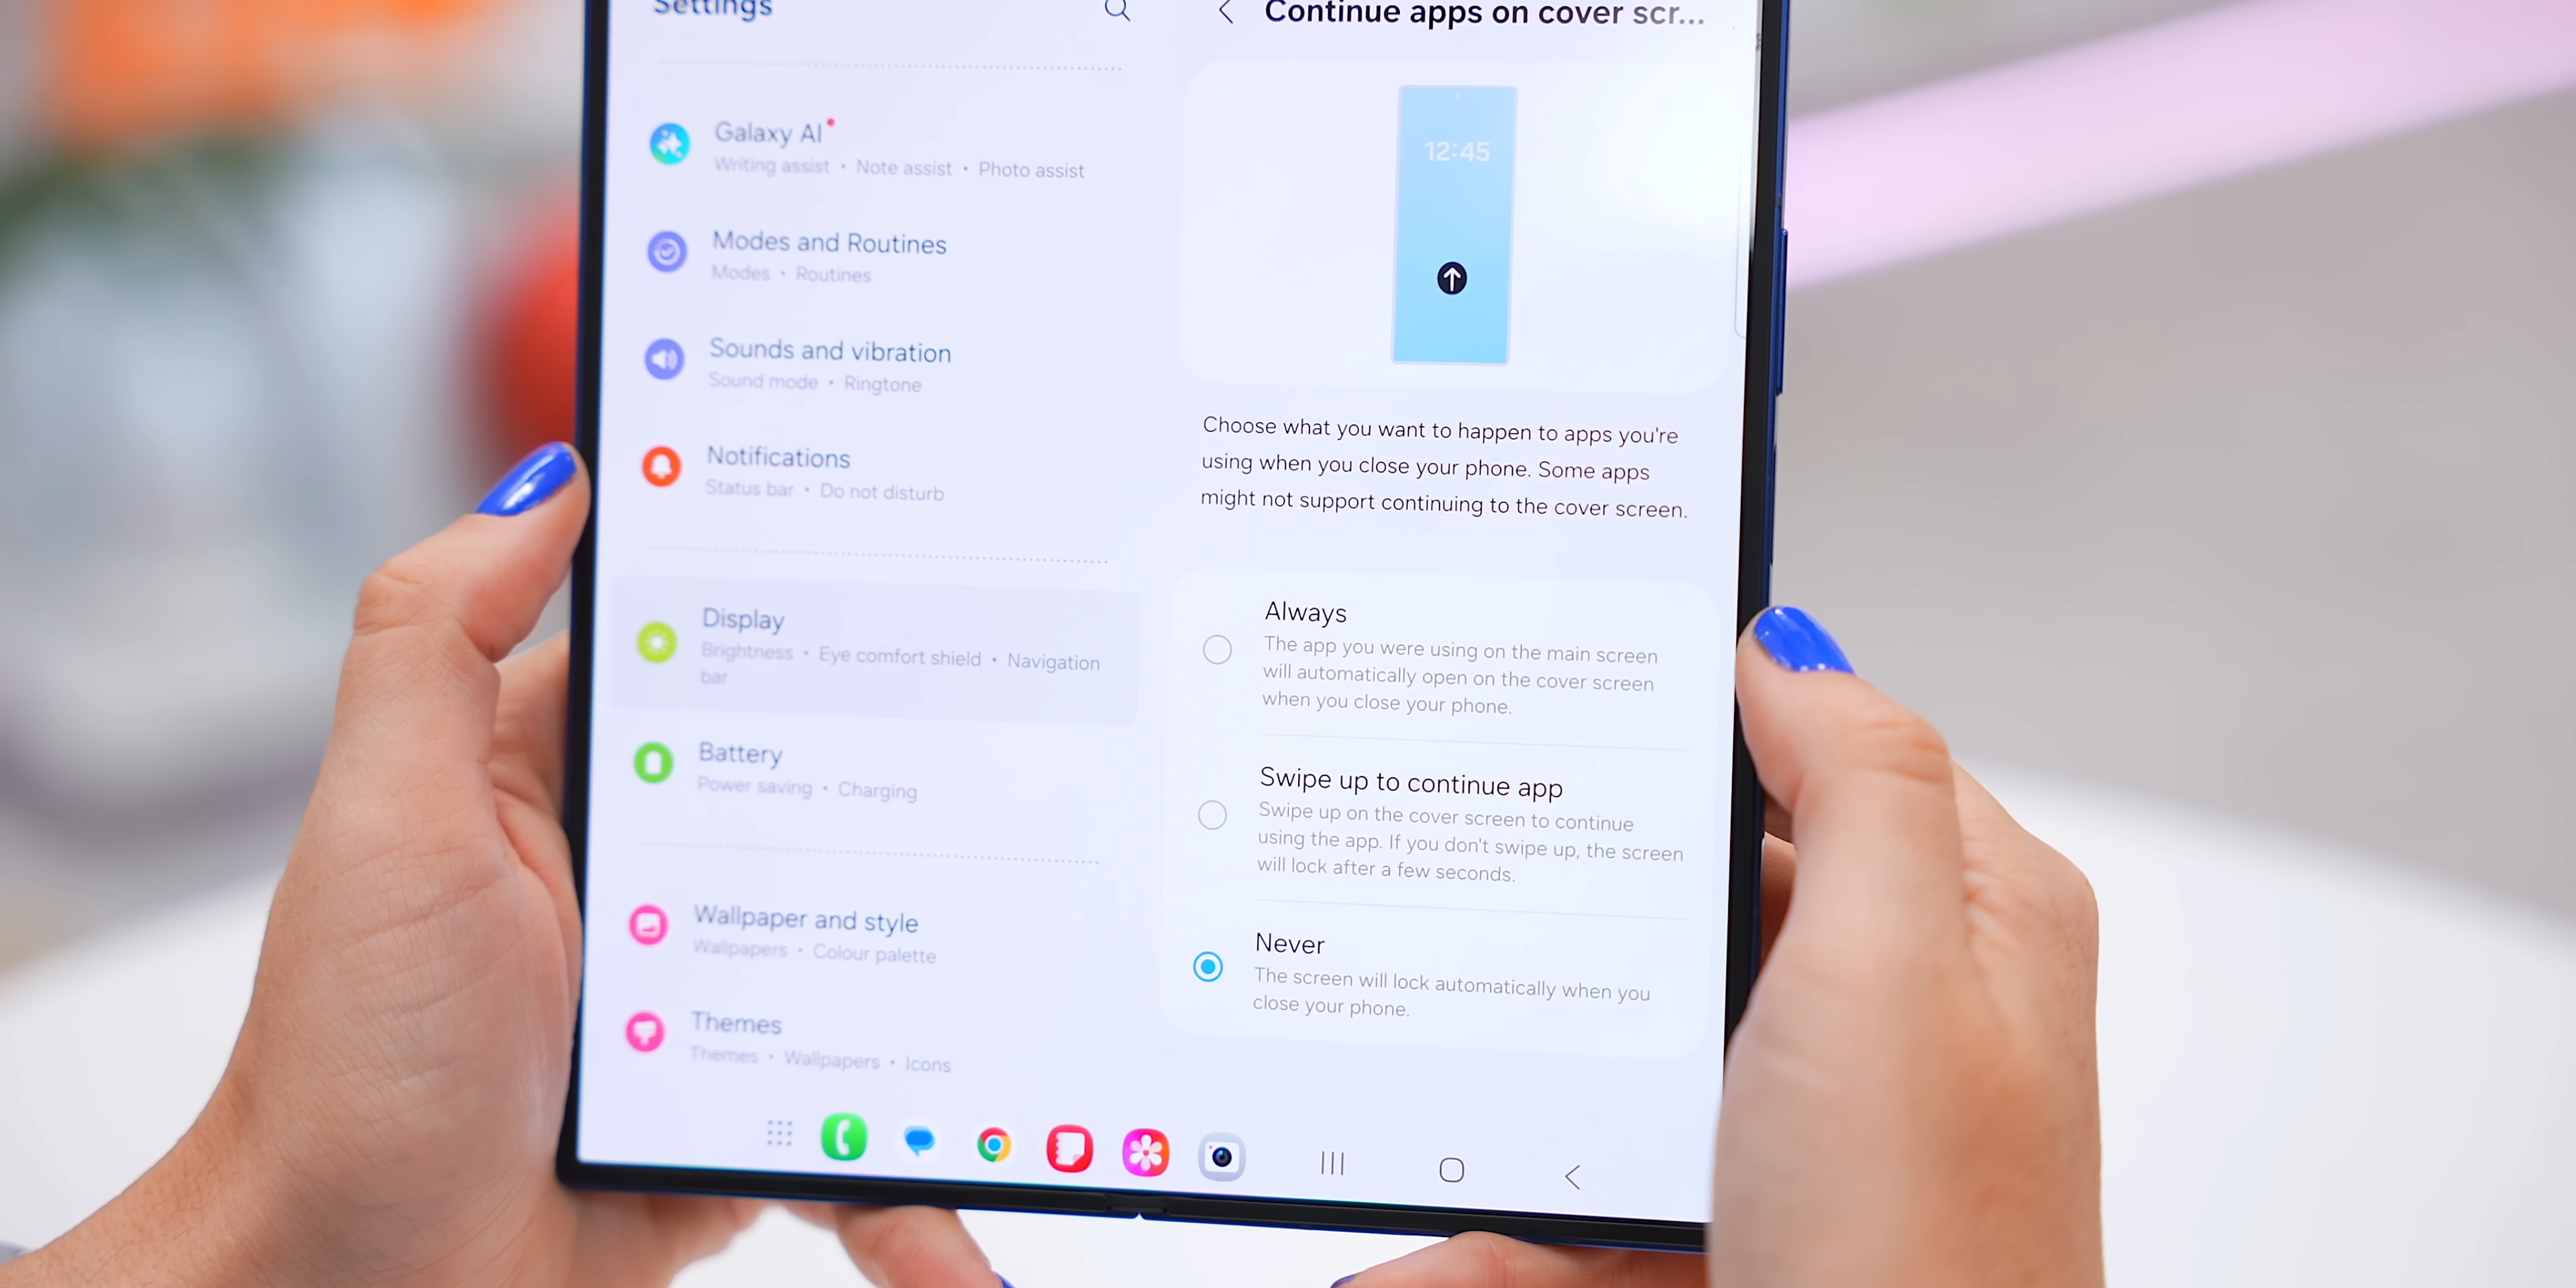 Settings
Galaxy AI
Writing assist • Note assist • Photo assist
Modes and Routines
Modes • Routines
Sounds and vibration
Sound mode • Ringtone
Notifications
Status bar • Do not disturb
Display
Brightness • Eye comfort shield • Navigation
bar
Battery
Power saving • Charging
Wallpaper and style
Wallpapers • Colour palette
Themes
Themes • Wallpapers • Icons
Continue apps on cover scr...
12:45
Choose what you want to happen to apps you're
using when you close your phone. Some apps
might not support continuing to the cover screen.
Always
The app you were using on the main screen
will automatically open on the cover screen
when you close your phone.
Swipe up to continue app
Swipe up on the cover screen to continue
using the app. If you don't swipe up, the screen
will lock after a few seconds.
Never
The screen will lock automatically when you
close your phone.